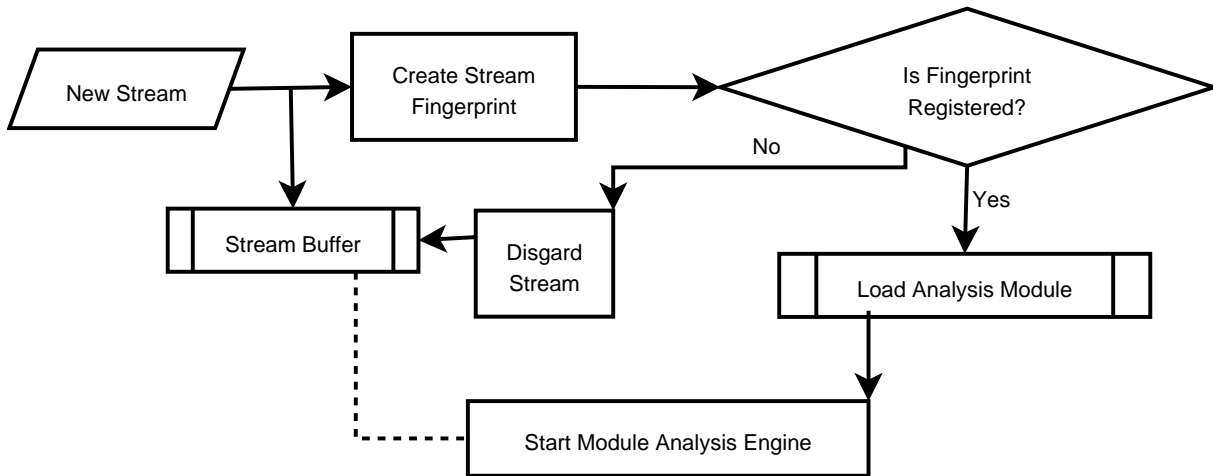 New Stream
Create Stream
Fingerprint
Is Fingerprint
Registered?
No
Yes
Stream Buffer
Disgard
Stream
Load Analysis Module
Start Module Analysis Engine